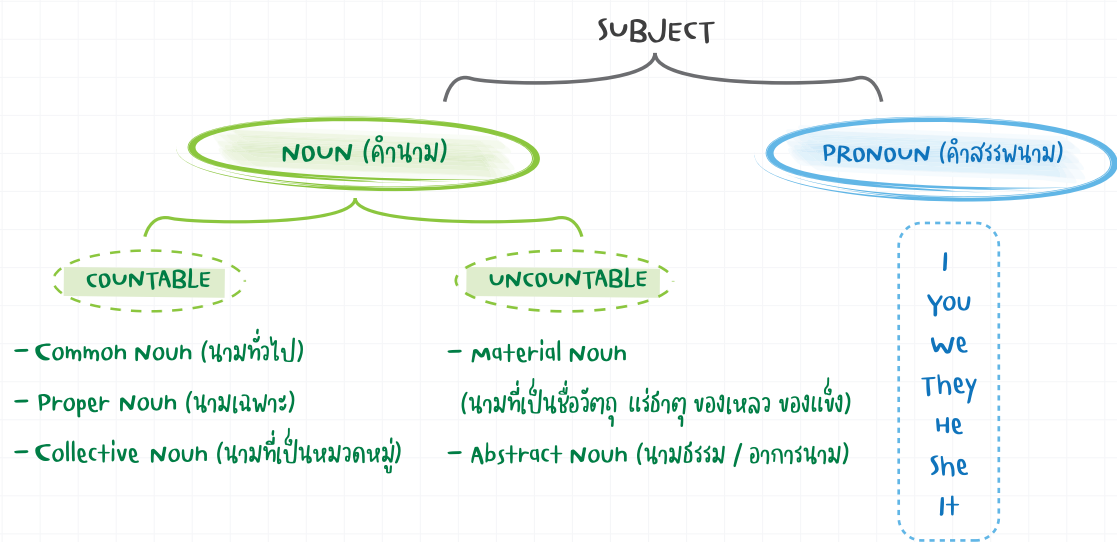 SUBJECT
NOUN (คำนาม)
PRONOUN (คำสรรพนาม)
COUNTABLE
- Common Noun (นามทั่วไป)
- Proper Noun (นามเฉพาะ)
- Collective Noun (นามที่เป็นหมวดหมู่)
UNCOUNTABLE
- Material Noun
(นามที่เป็นชื่อวัตถุ แร่ธาตุ ของเหลว ของแข็ง)
- Abstract Noun (นามธรรม / อาการนาม)
I
You
We
They
He
She
It